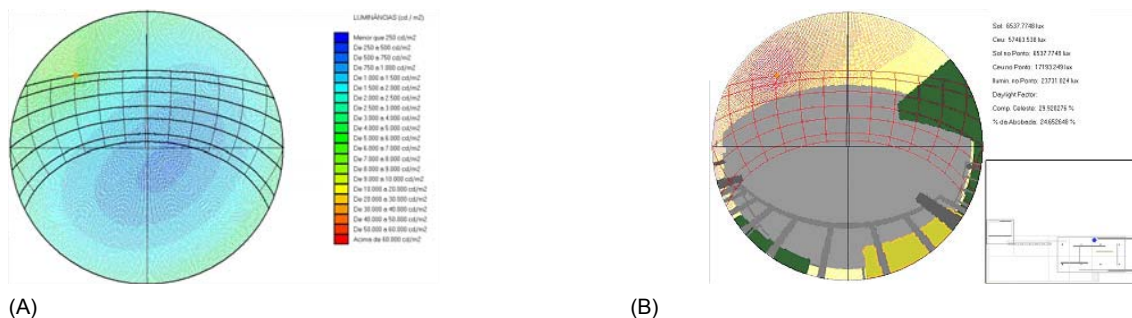 LUMINÂNCIAS (cd / m2)
Menor que 250 cd/m2
De 250 a 500 cd/m2
De 500 a 750 cd/m2
De 750 a 1.000 cd/m2
De 1.000 a 1.500 cd/m2
De 1.500 a 2.000 cd/m2
De 2.000 a 2.500 cd/m2
De 2.500 a 3.000 cd/m2
De 3.000 a 4.000 cd/m2
De 4.000 a 5.000 cd/m2
De 5.000 a 6.000 cd/m2
De 6.000 a 7.000 cd/m2
De 7.000 a 8.000 cd/m2
De 8.000 a 9.000 cd/m2
De 9.000 a 10.000 cd/m2
De 10.000 a 20.000 cd/m2
De 20.000 a 30.000 cd/m2
De 30.000 a 40.000 cd/m2
De 40.000 a 50.000 cd/m2
De 50.000 a 60.000 cd/m2
Acima de 60.000 cd/m2
(A)
Sol: 6537.7748 lux
Ceu: 57463.538 lux
Sol no Ponto: 6537.7748 lux
Ceu no Ponto: 17193.249 lux
Ilumin. no Ponto: 23731.024 lux
Daylight Factor:
Comp. Celeste: 29.920276 %
% da Abobada: 24.652648 %
(B)